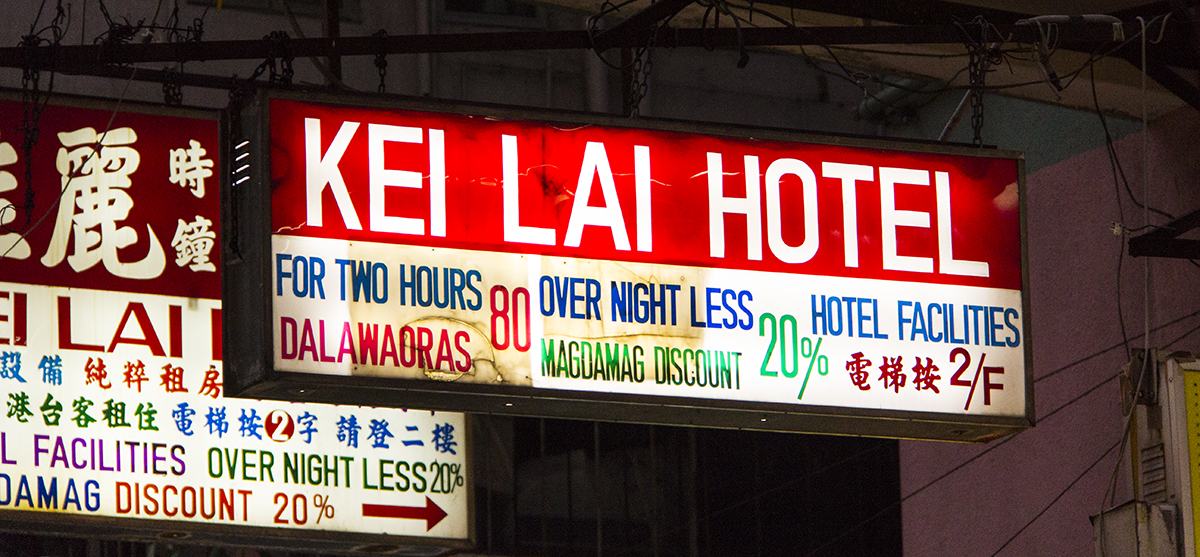 KEI LAI HOTEL
FOR TWO HOURS 80
DALAWAORAS
OVER NIGHT LESS 20%
MAGDAMAG DISCOUNT
HOTEL FACILITIES
電梯按 2/F
麗 時鐘
EI LAI
設備 純粹租房
港台客租住 電梯按2字 請登二樓
L FACILITIES OVER NIGHT LESS 20%
DAMAG DISCOUNT 20%